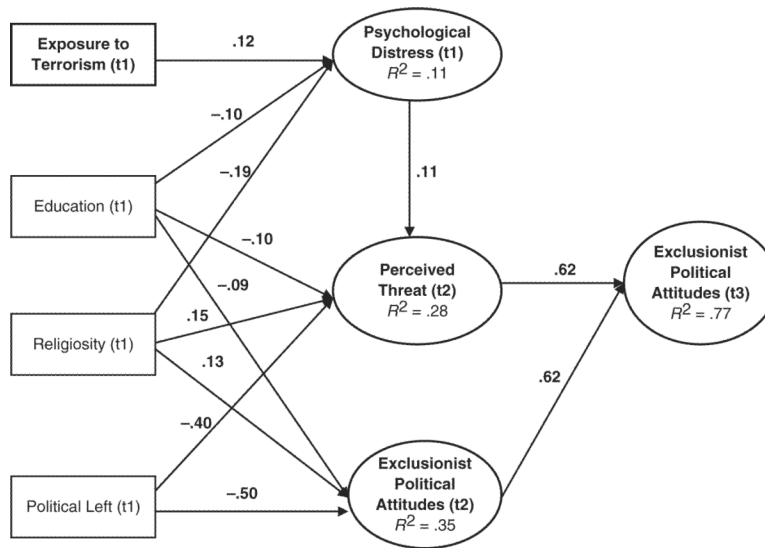 Exposure to
Terrorism (t1)
.12
Psychological
Distress (t1)
R² = .11
–.10
–.19
.11
Education (t1)
–.10
–.09
Perceived
Threat (t2)
R² = .28
.62
Exclusionist
Political
Attitudes (t3)
R² = .77
.15
Religiosity (t1)
.13
.62
–.40
Political Left (t1)
–.50
Exclusionist
Political
Attitudes (t2)
R² = .35